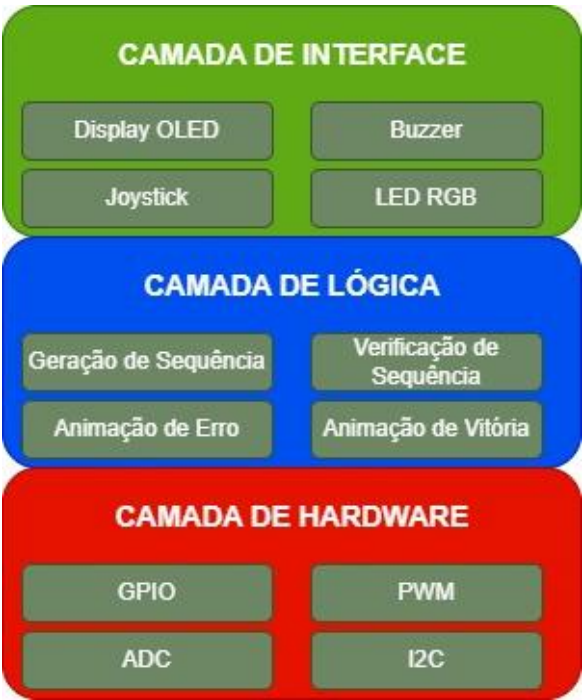 CAMADA DE INTERFACE
Display OLED
Buzzer
Joystick
LED RGB
CAMADA DE LÓGICA
Geração de Sequência
Verificação de
Sequência
Animação de Erro
Animação de Vitória
CAMADA DE HARDWARE
GPIO
PWM
ADC
I2C